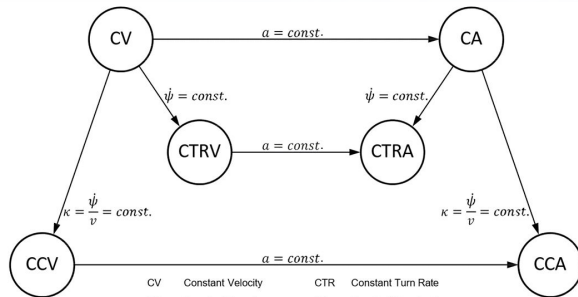 CV
a = const.
CA
ψ̇ = const.
ψ̇ = const.
CTRV
a = const.
CTRA
κ = ψ̇/v = const.
κ = ψ̇/v = const.
CCV
a = const.
CCA
CV Constant Velocity CTR Constant Turn Rate